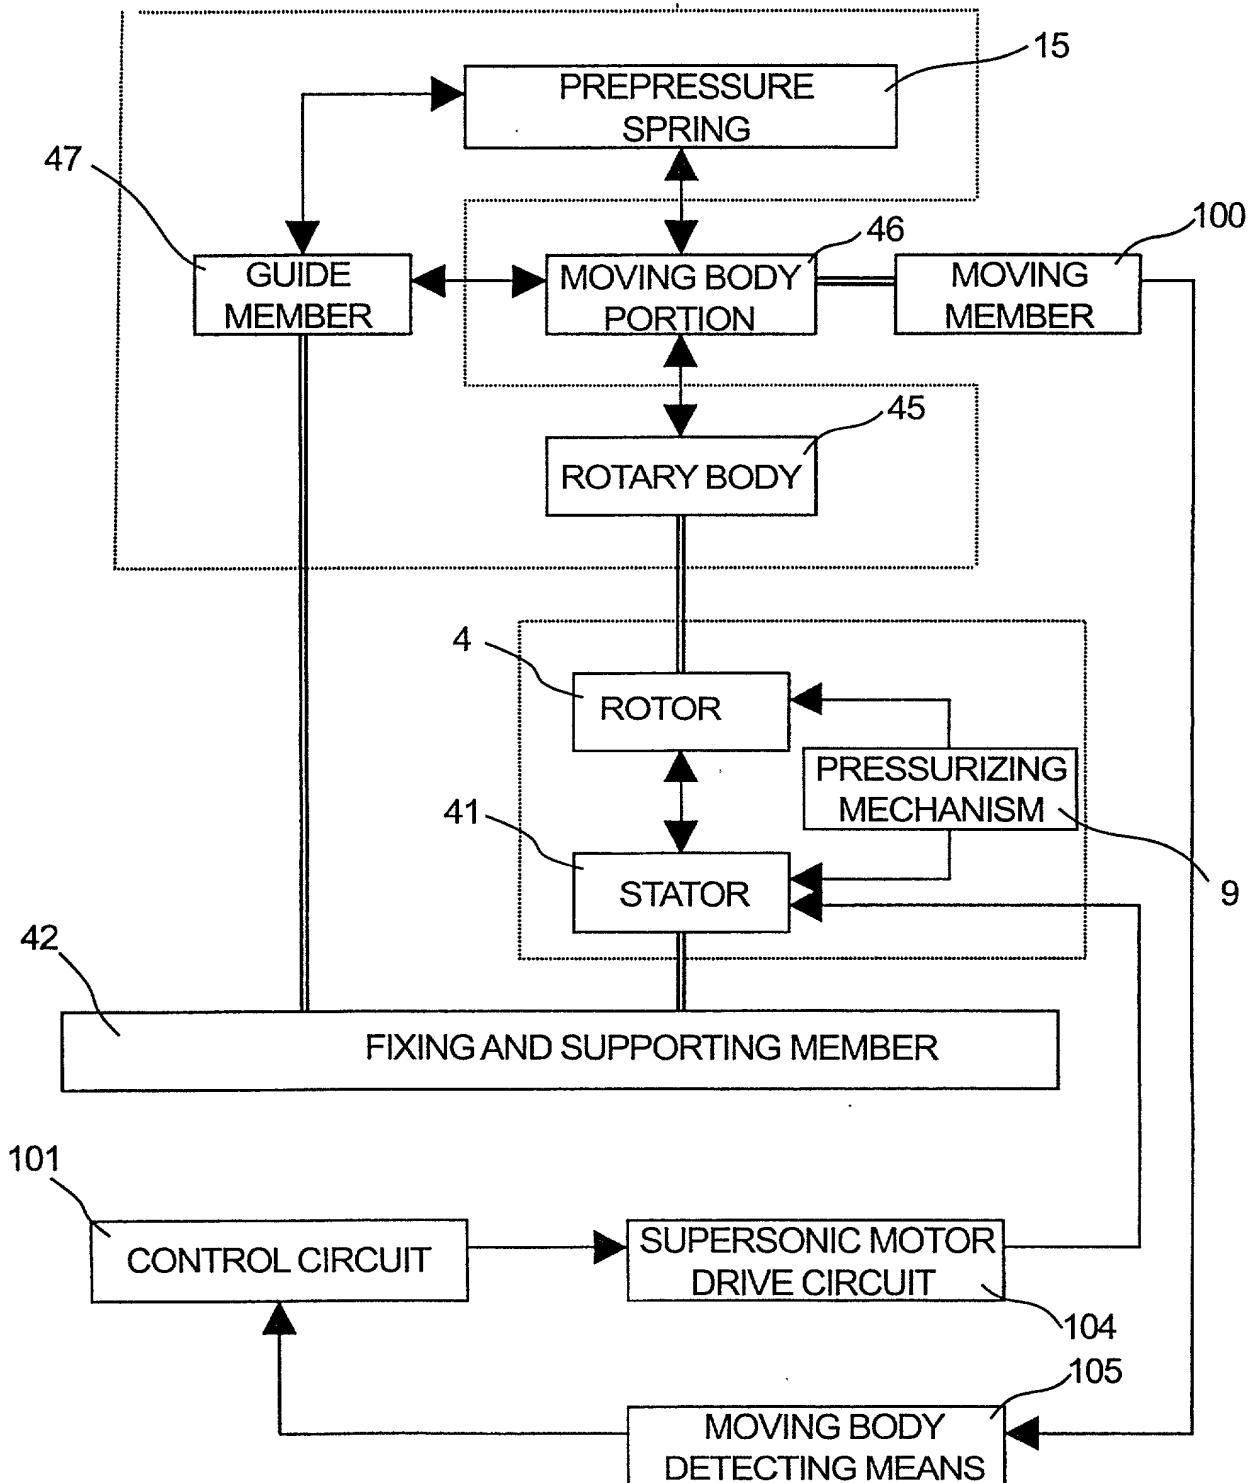 15
PREPRESSURE
SPRING
47
46
100
GUIDE
MEMBER
MOVING BODY
PORTION
MOVING
MEMBER
45
ROTARY BODY
4
ROTOR
PRESSURIZING
MECHANISM
41
STATOR
9
42
FIXING AND SUPPORTING MEMBER
101
CONTROL CIRCUIT
SUPERSONIC MOTOR
DRIVE CIRCUIT
104
105
MOVING BODY
DETECTING MEANS